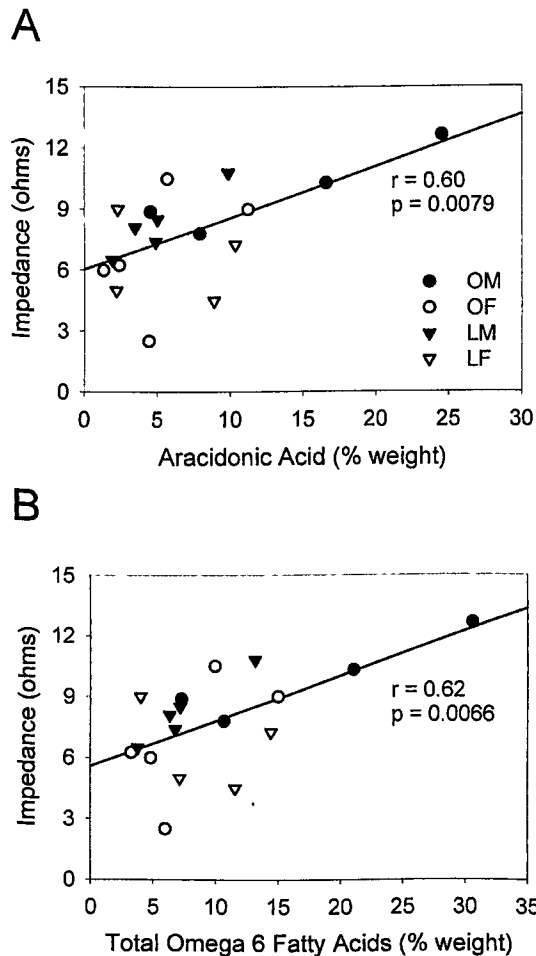 A
15
12
9
6
3
0
Impedance (ohms)
r = 0.60
p = 0.0079
OM
OF
LM
LF
0 5 10 15 20 25 30
Aracidonic Acid (% weight)
B
15
12
9
6
3
0
Impedance (ohms)
r = 0.62
p = 0.0066
0 5 10 15 20 25 30 35
Total Omega 6 Fatty Acids (% weight)